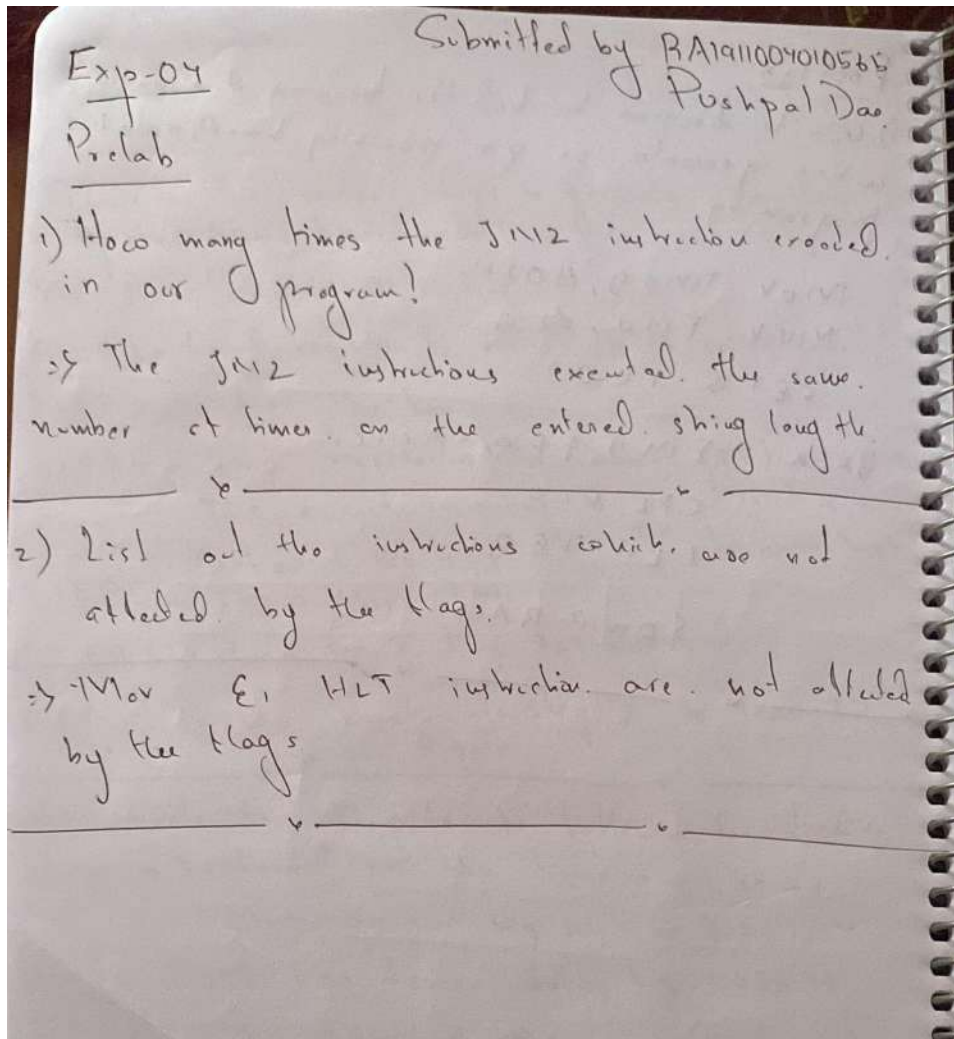 Submitted by RA1911004010565
Exp-04
Pushpal Das
Prelab
1) How many times the JNZ instruction executed.
in our program?
=> The JNZ instructions executed. the same.
number of times. as the entered. string length
2) List out the instructions which. are not
affected by the flags.
=> Mov & HLT instruction. are. not affected
by the flags